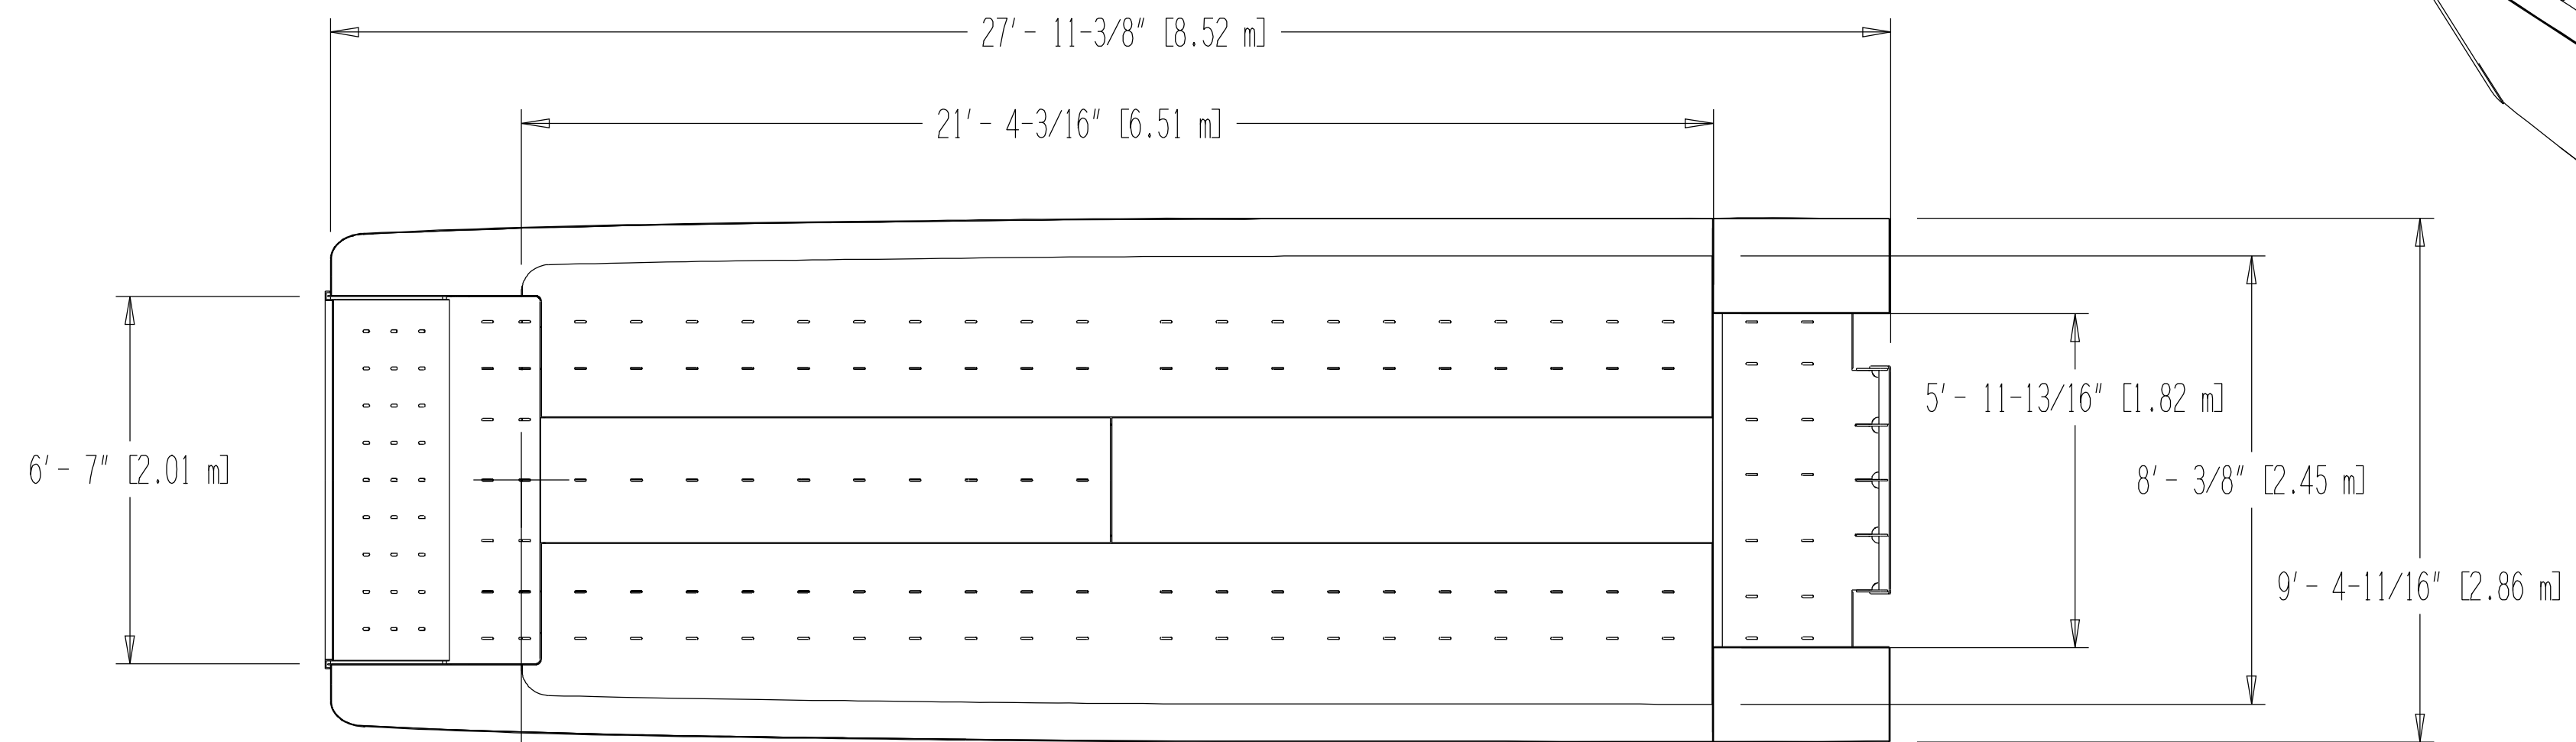 27'- 11-3/8" [8.52 m]
21'- 4-3/16" [6.51 m]
5'- 11-13/16" [1.82 m]
6'- 7" [2.01 m]
8'- 3/8" [2.45 m]
9'- 4-11/16" [2.86 m]